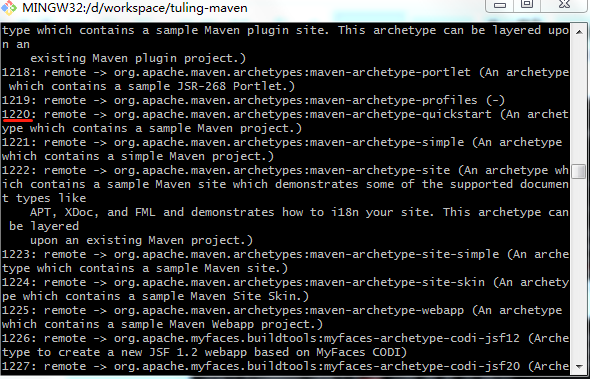 MINGW32:/d/workspace/tuling-maven
type which contains a sample Maven plugin site. This archetype can be layered upo
n an
existing Maven plugin project.)
1218: remote -> org.apache.maven.archetypes:maven-archetype-portlet (An archetype
which contains a sample JSR-268 Portlet.)
1219: remote -> org.apache.maven.archetypes:maven-archetype-profiles (-)
1220: remote -> org.apache.maven.archetypes:maven-archetype-quickstart (An archet
ype which contains a sample Maven project.)
1221: remote -> org.apache.maven.archetypes:maven-archetype-simple (An archetype
which contains a simple Maven project.)
1222: remote -> org.apache.maven.archetypes:maven-archetype-site (An archetype wh
ich contains a sample Maven site which demonstrates some of the supported documen
t types like
APT, XDoc, and FML and demonstrates how to i18n your site. This archetype can
be layered
upon an existing Maven project.)
1223: remote -> org.apache.maven.archetypes:maven-archetype-site-simple (An arche
type which contains a sample Maven site.)
1224: remote -> org.apache.maven.archetypes:maven-archetype-site-skin (An archety
pe which contains a sample Maven Site Skin.)
1225: remote -> org.apache.maven.archetypes:maven-archetype-webapp (An archetype
which contains a sample Maven Webapp project.)
1226: remote -> org.apache.myfaces.buildtools:myfaces-archetype-codi-jsf12 (Arche
type to create a new JSF 1.2 webapp based on MyFaces CODI)
1227: remote -> org.apache.myfaces.buildtools:myfaces-archetype-codi-jsf20 (Arche